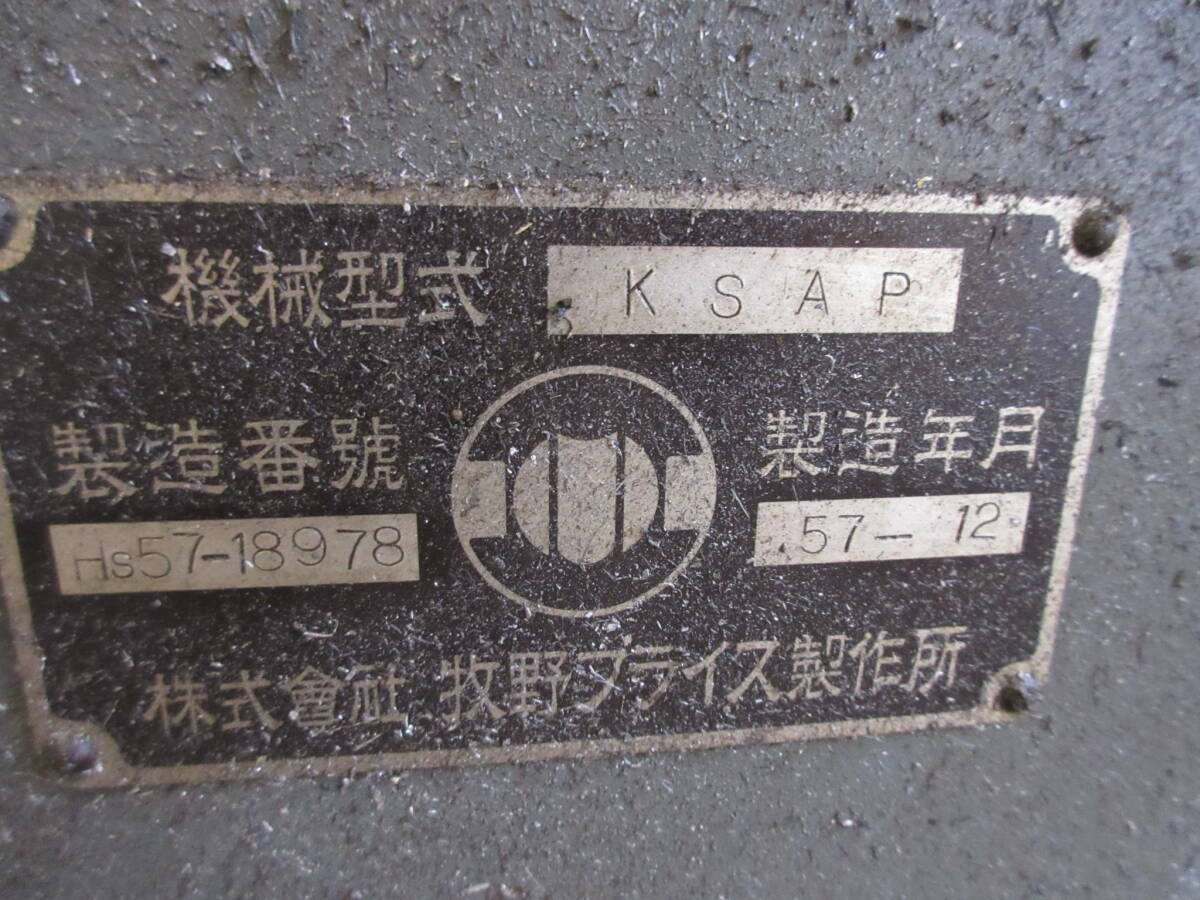 機械型式 KSAP
製造番號 製造年月
Hs57-18978 57-12
株式會社 牧野フライス製作所